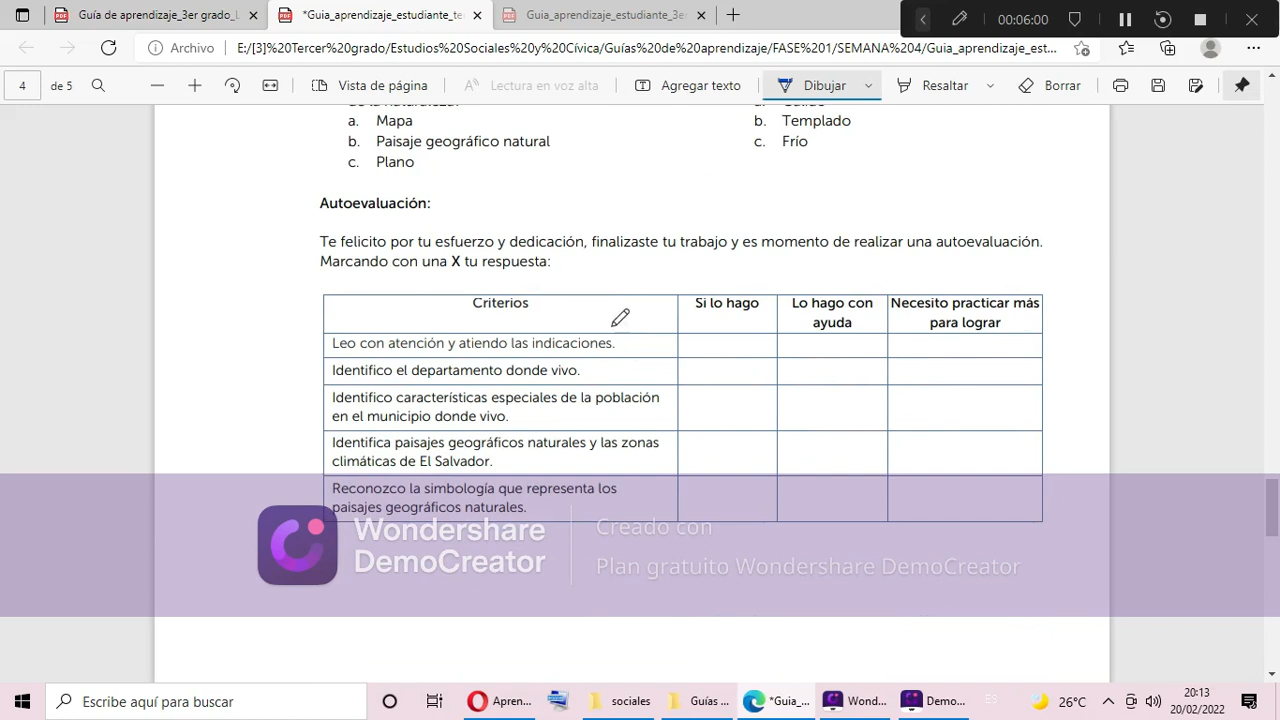 Guía de aprendizaje_3er grado_L
*Guia_aprendizaje_estudiante_te
Guia_aprendizaje_estudiante_3er
00:06:00
Archivo
E:/[3]%20Tercer%20grado/Estudios%20Sociales%20y%20Cívica/Guías%20de%20aprendizaje/FASE%201/SEMANA%204/Guia_aprendizaje_est...
4 de 5
Vista de página
Lectura en voz alta
Agregar texto
Dibujar
Resaltar
Borrar
a. Mapa
b. Paisaje geográfico natural
c. Plano
b. Templado
c. Frío
Autoevaluación:
Te felicito por tu esfuerzo y dedicación, finalizaste tu trabajo y es momento de realizar una autoevaluación.
Marcando con una X tu respuesta:
Criterios
Si lo hago
Lo hago con
ayuda
Necesito practicar más
para lograr
Leo con atención y atiendo las indicaciones.
Identifico el departamento donde vivo.
Identifico características especiales de la población
en el municipio donde vivo.
Identifica paisajes geográficos naturales y las zonas
climáticas de El Salvador.
Reconozco la simbología que representa los
paisajes geográficos naturales.
Wondershare
DemoCreator
Creado con
Plan gratuito Wondershare DemoCreator
Escribe aquí para buscar
Apren...
sociales
Guías ...
*Guia_...
Wond...
Demo...
26°C
20:13
20/02/2022